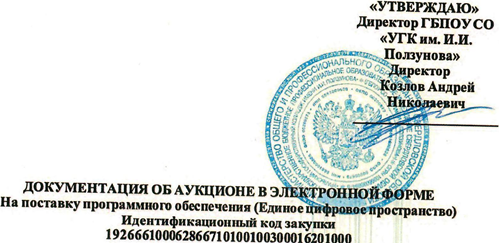 «УТВЕРЖДАЮ»
Директор ГБПОУ СО
«УГК им. И.И.
Ползунова»
Директор
Козлов Андрей
Николаевич
ДОКУМЕНТАЦИЯ ОБ АУКЦИОНЕ В ЭЛЕКТРОННОЙ ФОРМЕ
На поставку программного обеспечения (Единое цифровое пространство)
Идентификационный код закупки
192666100062866710100100300016201000